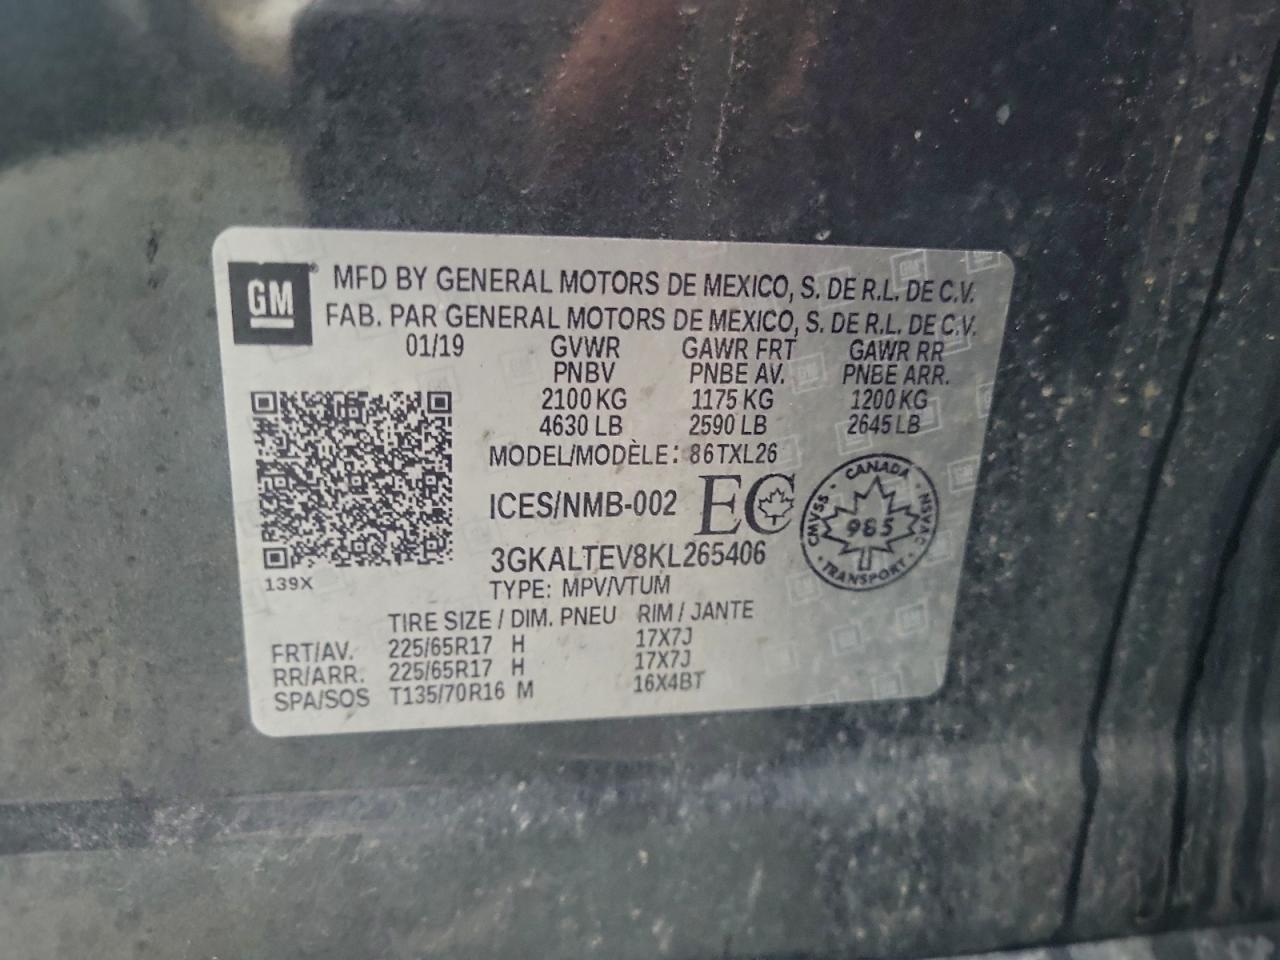 GM®
MFD BY GENERAL MOTORS DE MEXICO, S. DE R.L. DE C.V.
FAB. PAR GENERAL MOTORS DE MEXICO, S. DE R.L. DE C.V.
01/19 GVWR GAWR FRT GAWR RR
PNBV PNBE AV. PNBE ARR.
2100 KG 1175 KG 1200 KG
4630 LB 2590 LB 2645 LB
MODEL/MODÈLE: 86TXL26
ICES/NMB-002 EC
CANADA
CMVSS 985 NSVAC
TRANSPORT
3GKALTEV8KL265406
139X
TYPE: MPV/VTUM
TIRE SIZE / DIM. PNEU RIM / JANTE
FRT/AV. 225/65R17 H 17X7J
RR/ARR. 225/65R17 H 17X7J
SPA/SOS T135/70R16 M 16X4BT